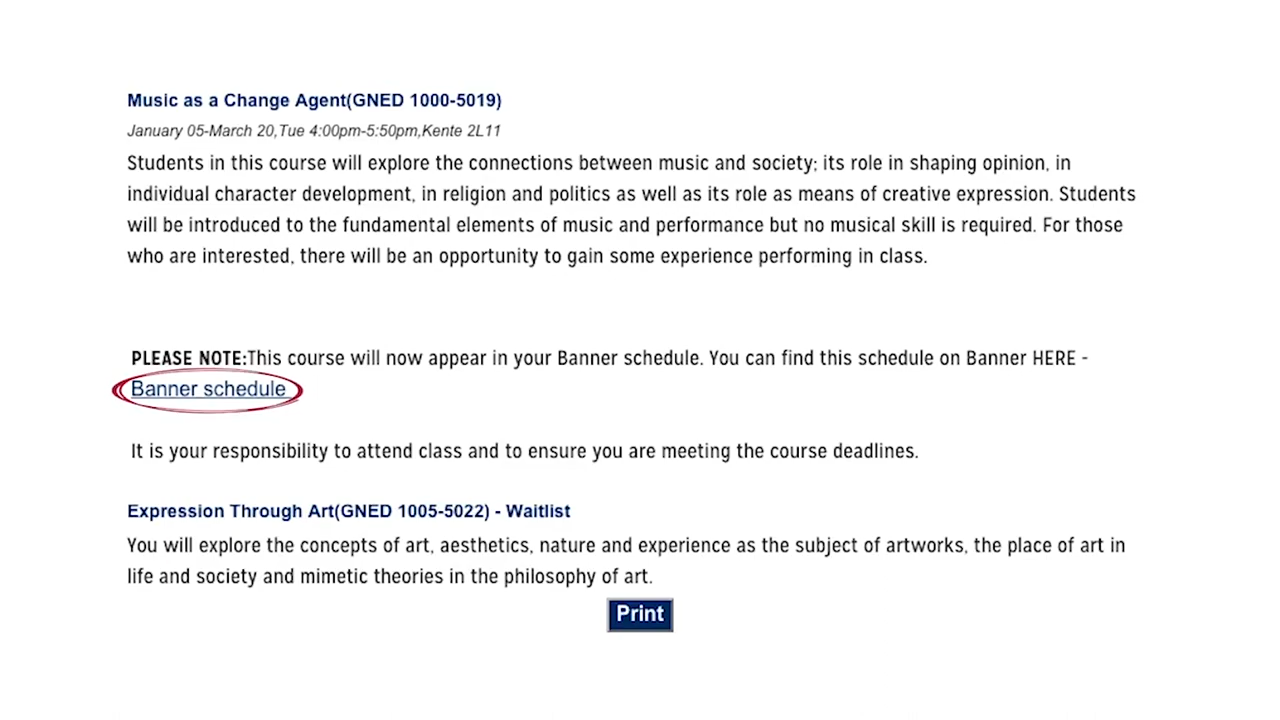 Music as a Change Agent(GNED 1000-5019)
January 05-March 20,Tue 4:00pm-5:50pm,Kente 2L11
Students in this course will explore the connections between music and society; its role in shaping opinion, in
individual character development, in religion and politics as well as its role as means of creative expression. Students
will be introduced to the fundamental elements of music and performance but no musical skill is required. For those
who are interested, there will be an opportunity to gain some experience performing in class.
PLEASE NOTE:This course will now appear in your Banner schedule. You can find this schedule on Banner HERE -
Banner schedule
It is your responsibility to attend class and to ensure you are meeting the course deadlines.
Expression Through Art(GNED 1005-5022) - Waitlist
You will explore the concepts of art, aesthetics, nature and experience as the subject of artworks, the place of art in
life and society and mimetic theories in the philosophy of art.
Print